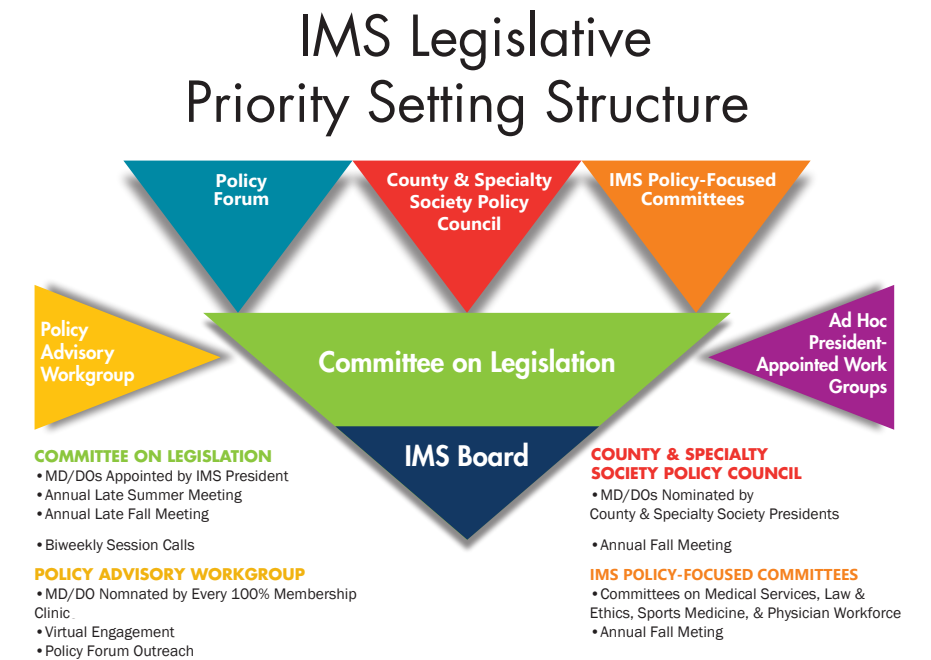 IMS Legislative
Priority Setting Structure
Policy
Forum
County & Specialty
Society Policy
Council
IMS Policy-Focused
Committees
Policy
Advisory
Workgroup
Committee on Legislation
Ad Hoc
President-
Appointed Work
Groups
IMS Board
COMMITTEE ON LEGISLATION
•MD/DOs Appointed by IMS President
•Annual Late Summer Meeting
•Annual Late Fall Meeting
•Biweekly Session Calls
POLICY ADVISORY WORKGROUP
•MD/DO Nomnated by Every 100% Membership
Clinic
•Virtual Engagement
•Policy Forum Outreach
COUNTY & SPECIALTY
SOCIETY POLICY COUNCIL
•MD/DOs Nominated by
County & Specialty Society Presidents
•Annual Fall Meeting
IMS POLICY-FOCUSED COMMITTEES
•Committees on Medical Services, Law &
Ethics, Sports Medicine, & Physician Workforce
•Annual Fall Meting